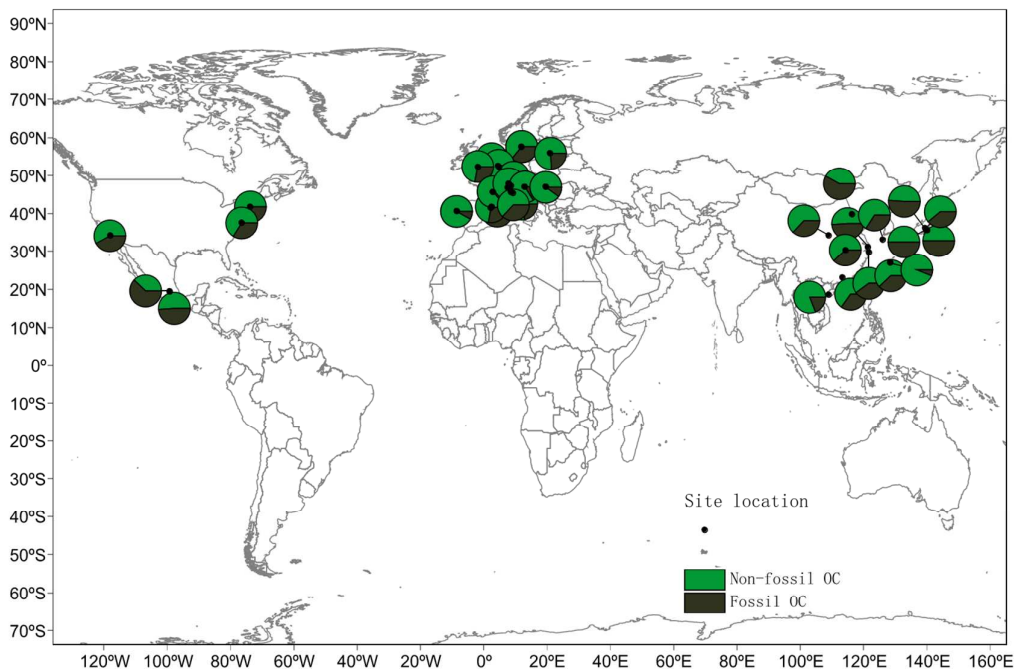 90ºN
80ºN
70ºN
60ºN
50ºN
40ºN
30ºN
20ºN
10ºN
0º
10ºS
20ºS
30ºS
40ºS
50ºS
60ºS
70ºS
Site location
Non-fossil OC
Fossil OC
120ºW 100ºW 80ºW 60ºW 40ºW 20ºW 0º 20ºE 40ºE 60ºE 80ºE 100ºE 120ºE 140ºE 160ºE